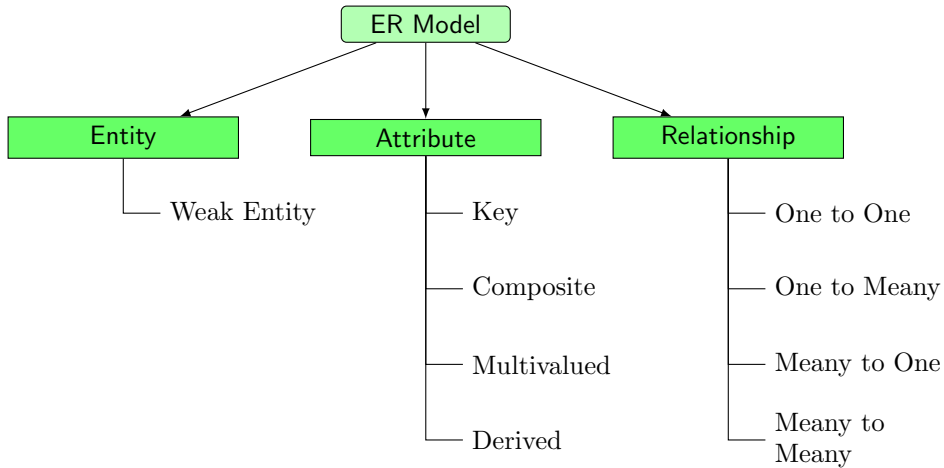 ER Model
Entity
Attribute
Relationship
Weak Entity
Key
Composite
Multivalued
Derived
One to One
One to Meany
Meany to One
Meany to
Meany